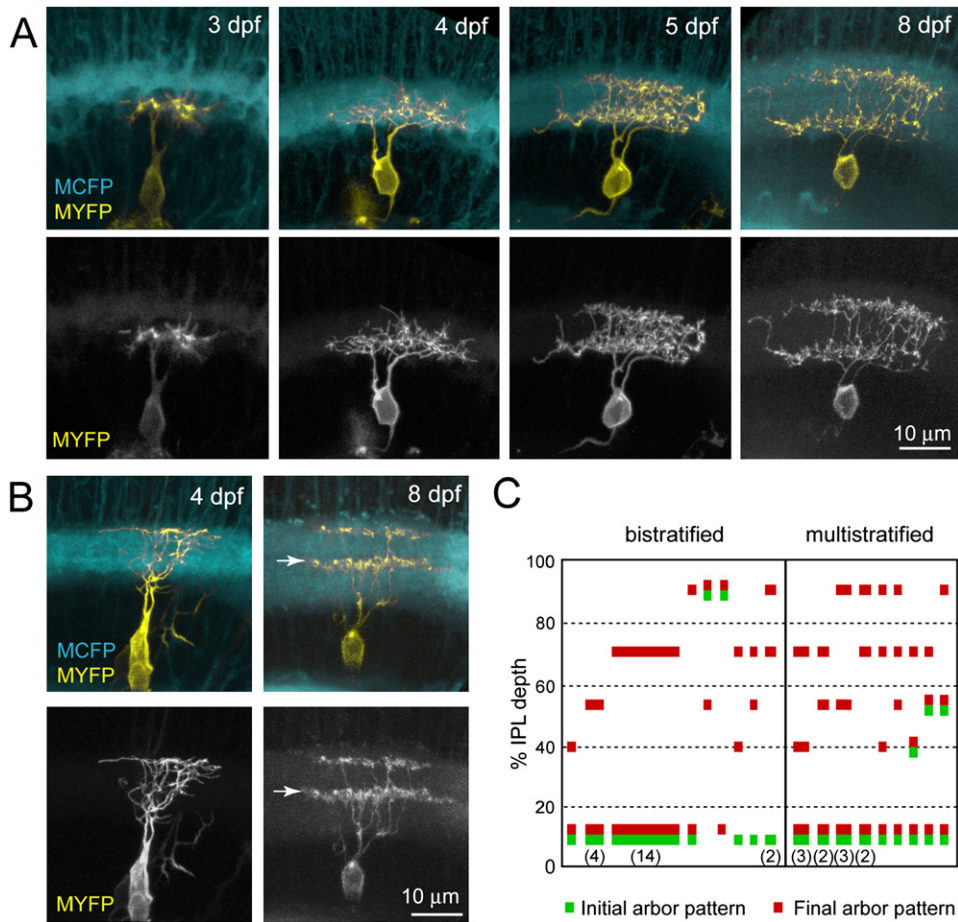 A
3 dpf
4 dpf
5 dpf
8 dpf
MCFP
MYFP
MYFP
10 µm
B
4 dpf
8 dpf
MCFP
MYFP
MYFP
10 µm
C
bistratified
multistratified
% IPL depth
100
80
60
40
20
0
(4)
(14)
(2)
(3)
(2)
(3)
(2)
Initial arbor pattern
Final arbor pattern